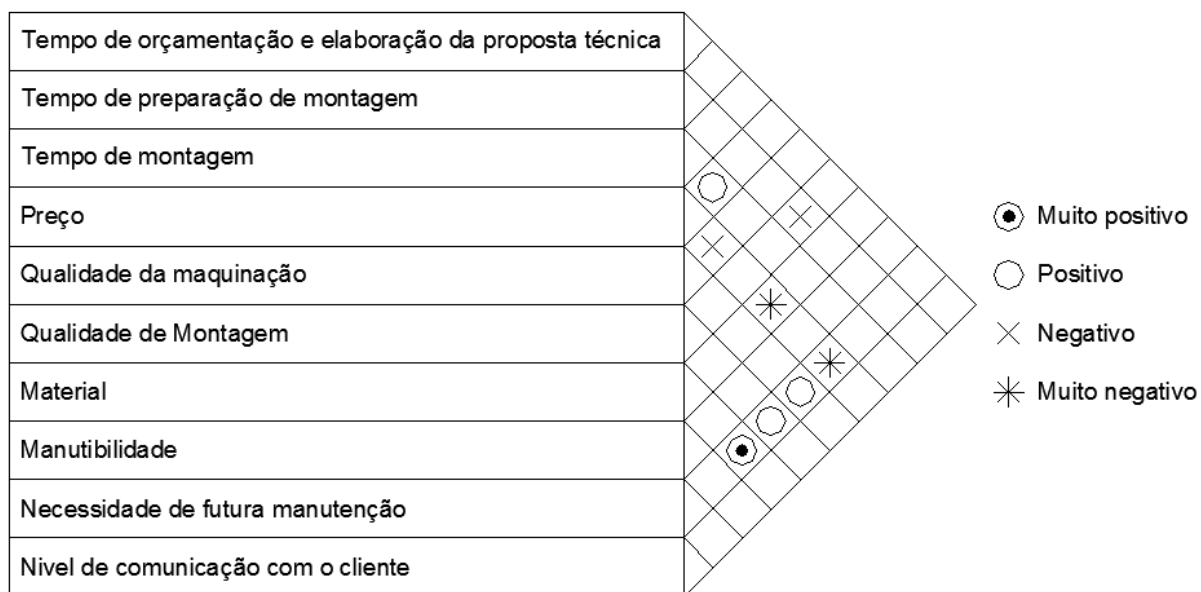 Tempo de orçamentação e elaboração da proposta técnica
Tempo de preparação de montagem
Tempo de montagem
Preço
Qualidade da maquinação
Qualidade de Montagem
Material
Manutibilidade
Necessidade de futura manutenção
Nivel de comunicação com o cliente
Muito positivo
Positivo
Negativo
Muito negativo